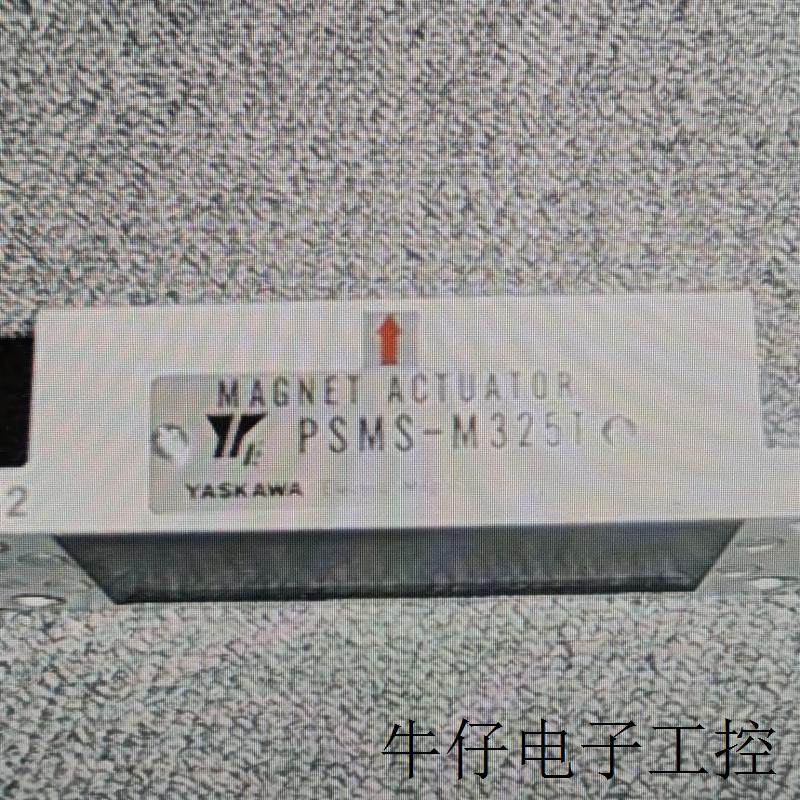 MAGNET ACTUATOR
PSMS-M325T
YASKAWA
2
牛仔电子工控